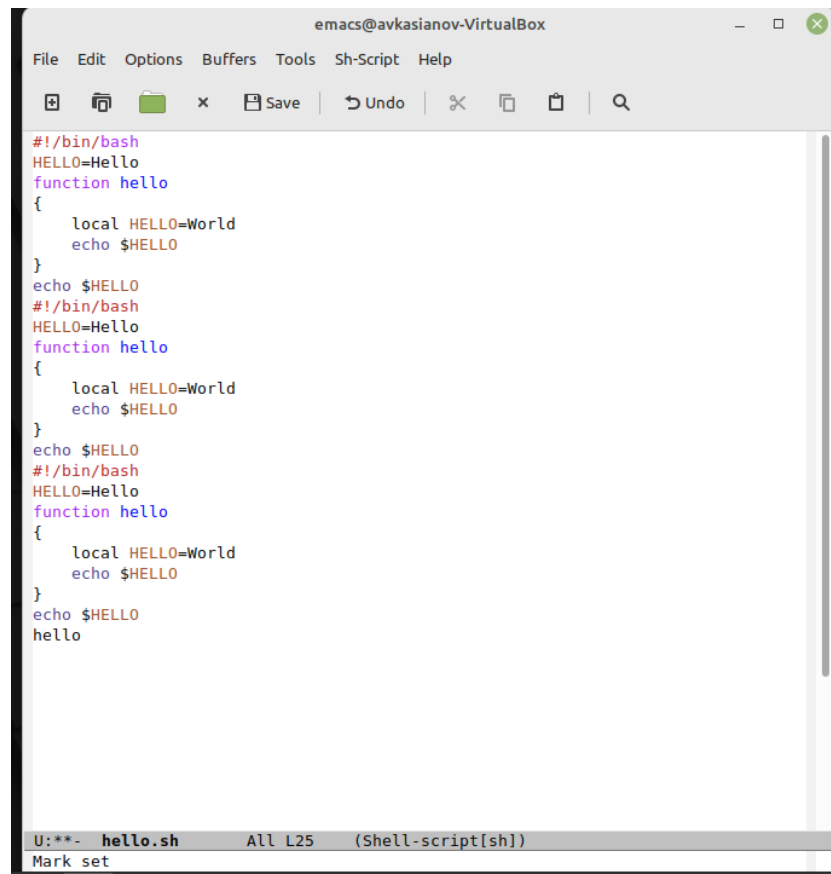 emacs@avkasianov-VirtualBox
File Edit Options Buffers Tools Sh-Script Help
Save Undo
#!/bin/bash
HELLO=Hello
function hello
{
    local HELLO=World
    echo $HELLO
}
echo $HELLO
#!/bin/bash
HELLO=Hello
function hello
{
    local HELLO=World
    echo $HELLO
}
echo $HELLO
#!/bin/bash
HELLO=Hello
function hello
{
    local HELLO=World
    echo $HELLO
}
echo $HELLO
hello
U:**-  hello.sh       All L25    (Shell-script[sh])
Mark set